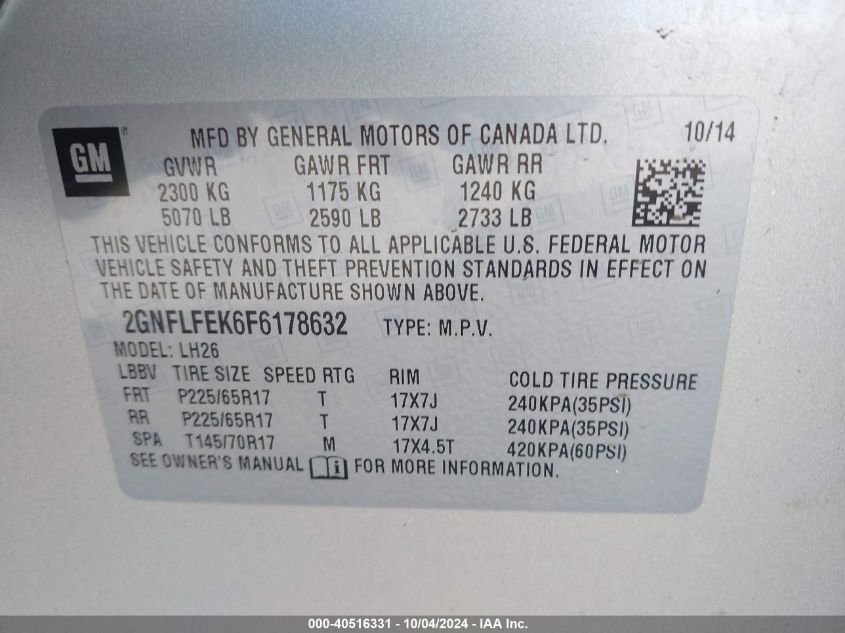 GM ® MFD BY GENERAL MOTORS OF CANADA LTD. 10/14
GVWR GAWR FRT GAWR RR
2300 KG 1175 KG 1240 KG
5070 LB 2590 LB 2733 LB
THIS VEHICLE CONFORMS TO ALL APPLICABLE U.S. FEDERAL MOTOR
VEHICLE SAFETY AND THEFT PREVENTION STANDARDS IN EFFECT ON
THE DATE OF MANUFACTURE SHOWN ABOVE.
2GNFLFEK6F6178632 TYPE: M.P.V.
MODEL: LH26
LBBV TIRE SIZE SPEED RTG RIM COLD TIRE PRESSURE
FRT P225/65R17 T 17X7J 240KPA(35PSI)
RR P225/65R17 T 17X7J 240KPA(35PSI)
SPA T145/70R17 M 17X4.5T 420KPA(60PSI)
SEE OWNER'S MANUAL FOR MORE INFORMATION.
000-40516331 - 10/04/2024 - IAA Inc.